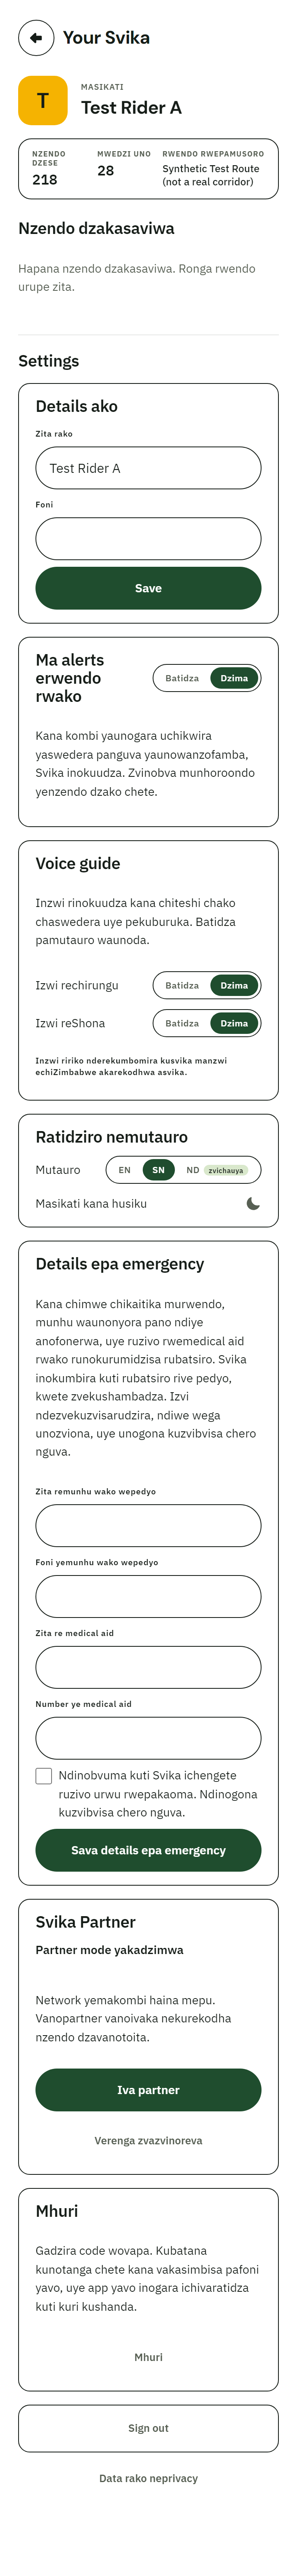 Your Svika
T
MASIKATI
Test Rider A
NZENDO DZESE
218
MWEDZI UNO
28
RWENDO RWEPAMUSORO
Synthetic Test Route
(not a real corridor)
Nzendo dzakasaviwa
Hapana nzendo dzakasaviwa. Ronga rwendo
urupe zita.
Settings
Details ako
Zita rako
Test Rider A
Foni
Save
Ma alerts
erwendo
rwako
Batidza Dzima
Kana kombi yaunogara uchikwira
yaswedera panguva yaunowanzofamba,
Svika inokuudza. Zvinobva munhoroondo
yenzendo dzako chete.
Voice guide
Inzwi rinokuudza kana chiteshi chako
chaswedera uye pekuburuka. Batidza
pamutauro waunoda.
Izwi rechirungu Batidza Dzima
Izwi reShona Batidza Dzima
Inzwi ririko nderekumbomira kusvika manzwi
echiZimbabwe akarekodhwa asvika.
Ratidziro nemutauro
Mutauro EN SN ND zvichauya
Masikati kana husiku
Details epa emergency
Kana chimwe chikaitika murwendo,
munhu waunonyora pano ndiye
anofonerwa, uye ruzivo rwemedical aid
rwako runokurumidzisa rubatsiro. Svika
inokumbira kuti rubatsiro rive pedyo,
kwete zvekushambadza. Izvi
ndezvekuzvisarudzira, ndiwe wega
unozviona, uye unogona kuzvibvisa chero
nguva.
Zita remunhu wako wepedyo
Foni yemunhu wako wepedyo
Zita re medical aid
Number ye medical aid
Ndinobvuma kuti Svika ichengete
ruzivo urwu rwepakaoma. Ndinogona
kuzvibvisa chero nguva.
Sava details epa emergency
Svika Partner
Partner mode yakadzimwa
Network yemakombi haina mepu.
Vanopartner vanoivaka nekurekodha
nzendo dzavanotoita.
Iva partner
Verenga zvazvinoreva
Mhuri
Gadzira code wovapa. Kubatana
kunotanga chete kana vakasimbisa pafoni
yavo, uye app yavo inogara ichivaratidza
kuti kuri kushanda.
Mhuri
Sign out
Data rako neprivacy